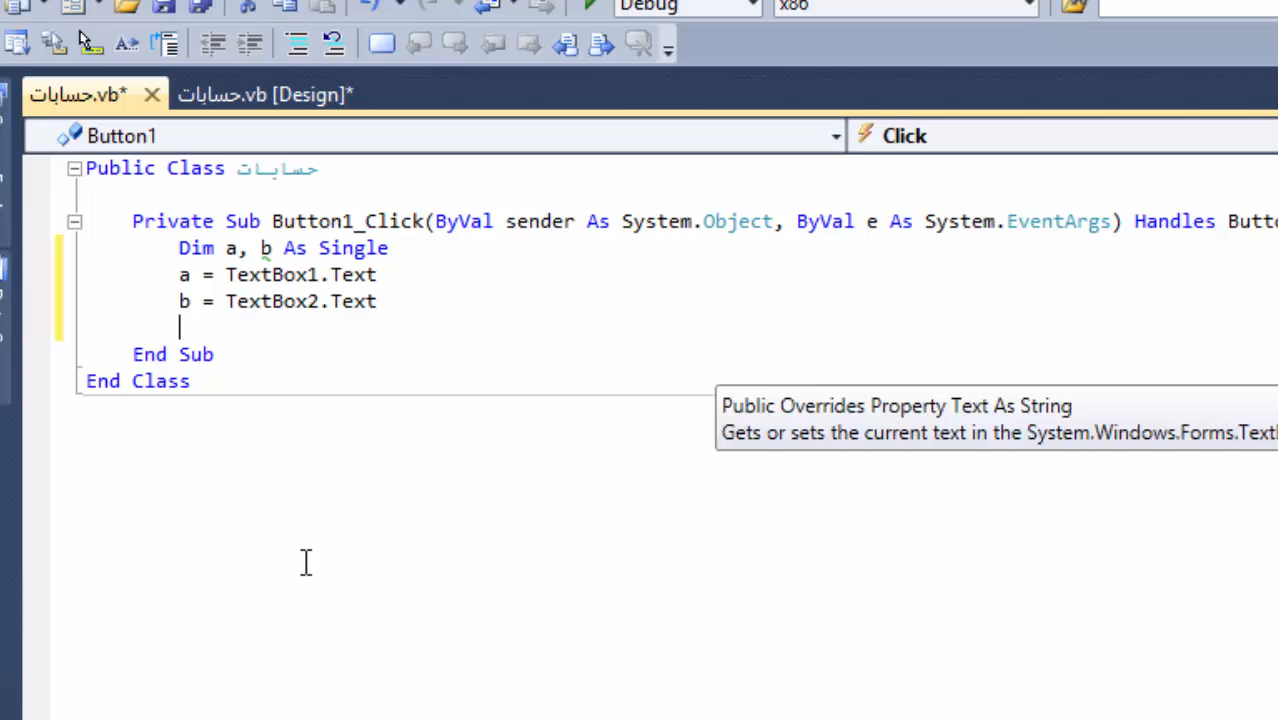 Debug
x86
حسابات.vb*
حسابات.vb [Design]*
Button1
Click
Public Class حسابات
Private Sub Button1_Click(ByVal sender As System.Object, ByVal e As System.EventArgs) Handles Butto
Dim a, b As Single
a = TextBox1.Text
b = TextBox2.Text
End Sub
End Class
Public Overrides Property Text As String
Gets or sets the current text in the System.Windows.Forms.Text